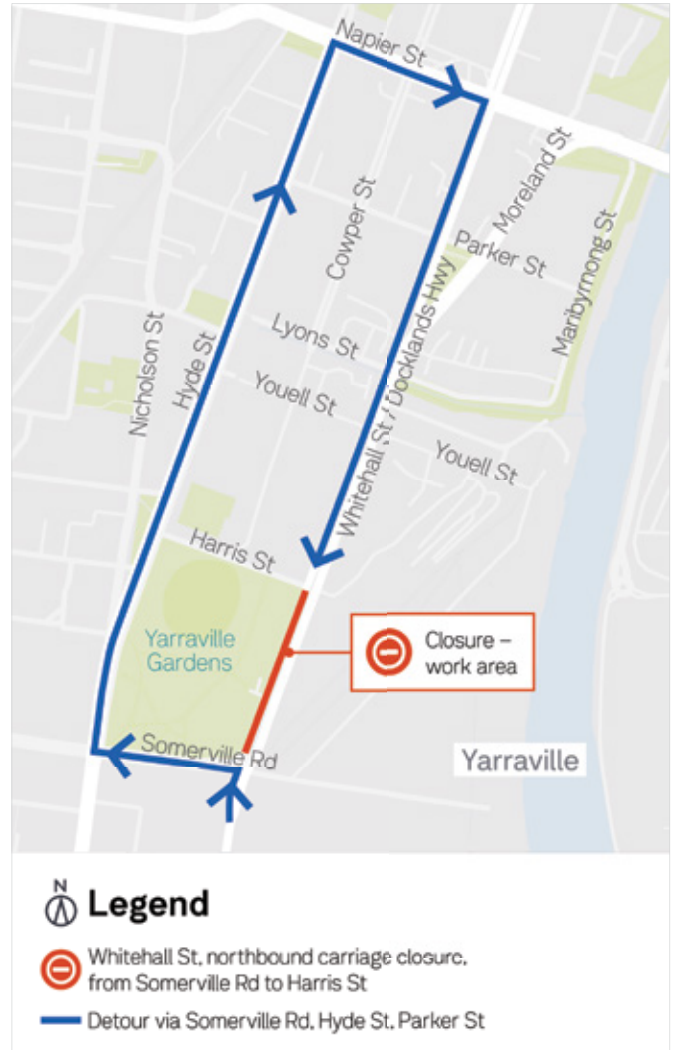 Napier St
Moreland St
Cowper St
Parker St
Maribyrnong St
Whitehall St / Docklands Hwy
Lyons St
Nicholson St
Hyde St
Youell St
Youell St
Harris St
Yarraville
Gardens
Closure –
work area
Somerville Rd
Yarraville
N
Legend
Whitehall St, northbound carriage closure,
from Somerville Rd to Harris St
Detour via Somerville Rd, Hyde St, Parker St